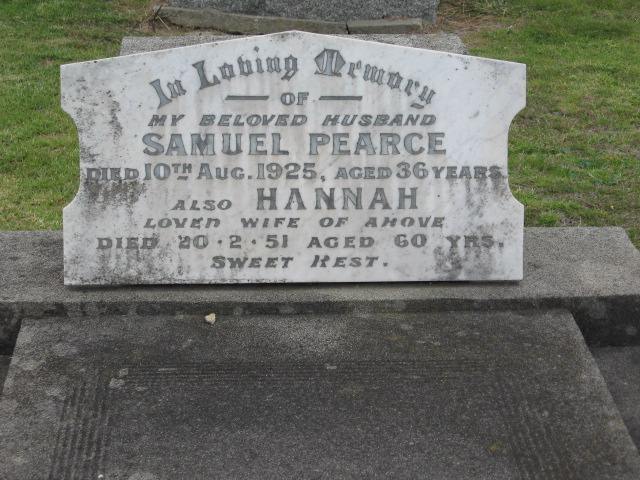 In Loving Memory
OF
MY BELOVED HUSBAND
SAMUEL PEARCE
DIED 10TH AUG. 1925, AGED 36 YEARS.
ALSO HANNAH
LOVED WIFE OF ABOVE
DIED 20·2·51 AGED 60 YRS.
SWEET REST.